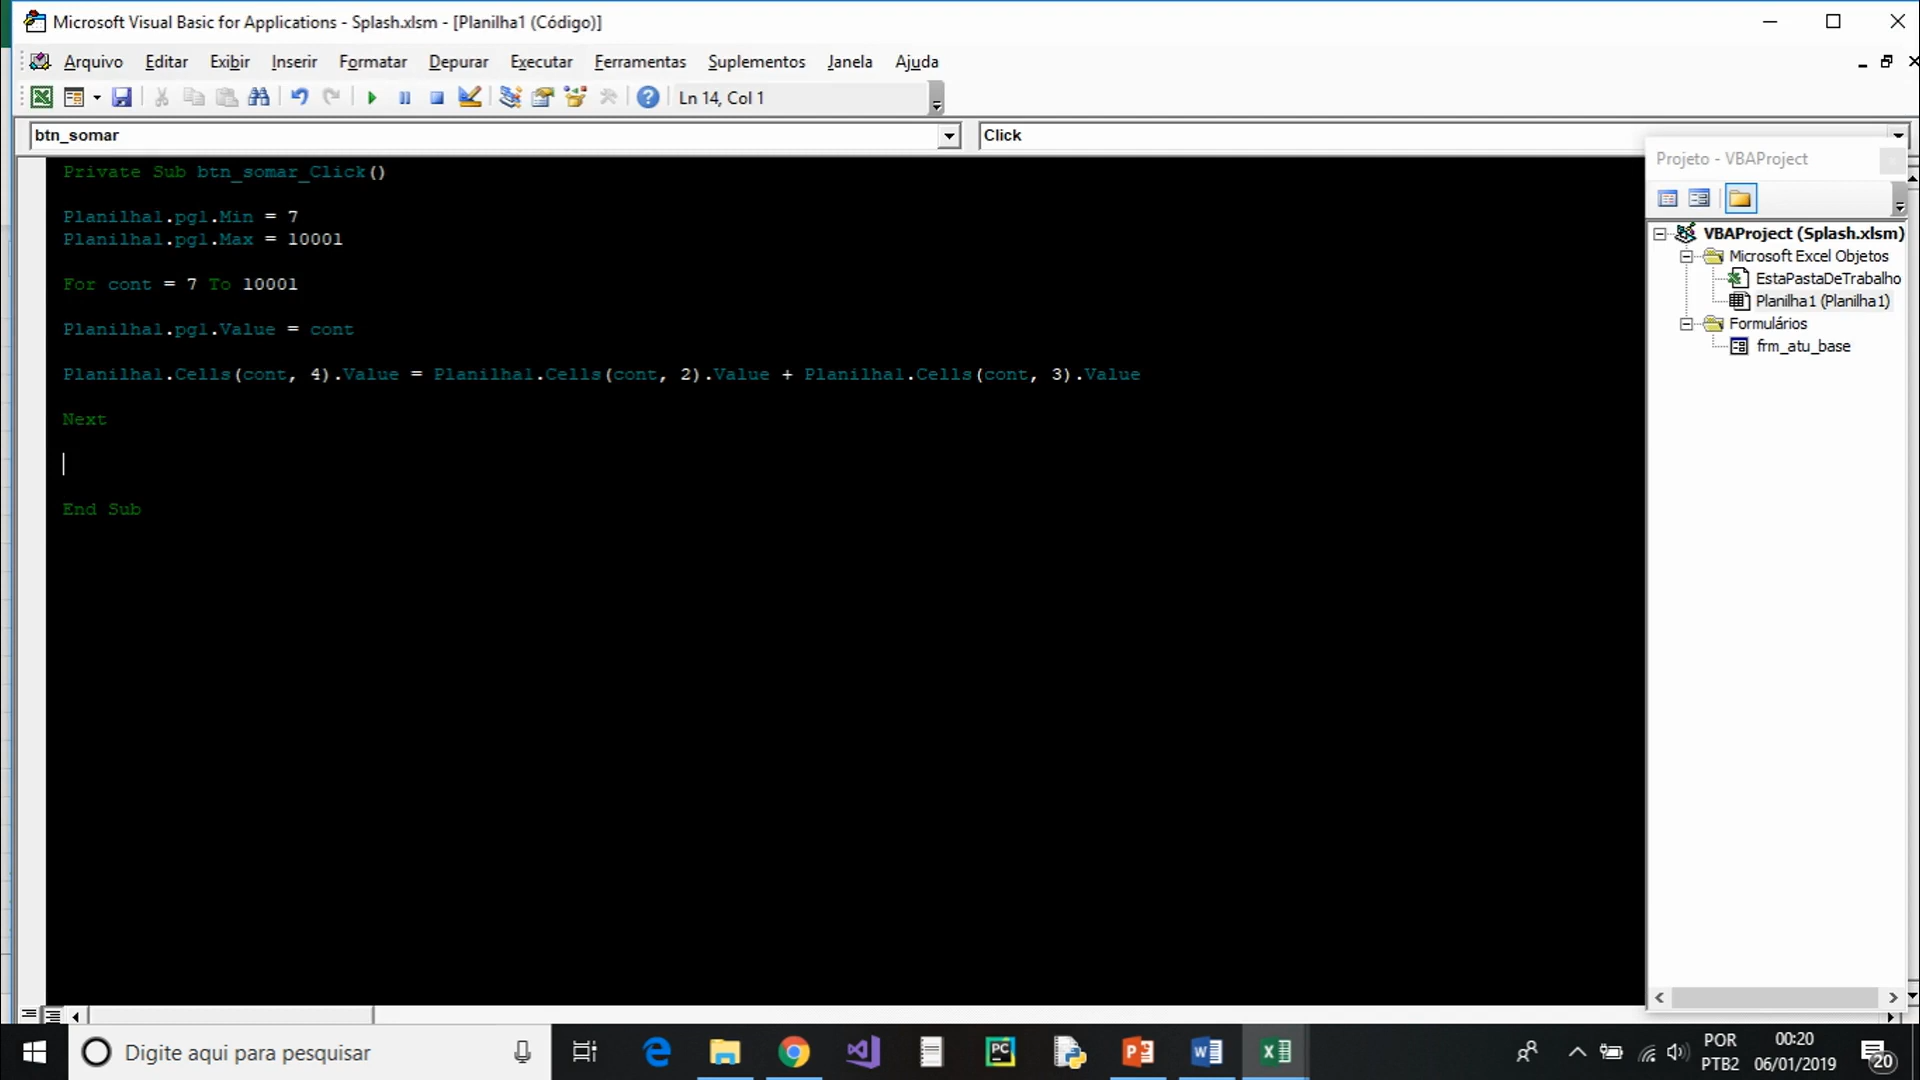 Microsoft Visual Basic for Applications - Splash.xlsm - [Planilha1 (Código)]
Arquivo Editar Exibir Inserir Formatar Depurar Executar Ferramentas Suplementos Janela Ajuda
Ln 14, Col 1
btn_somar
Click
Private Sub btn_somar_Click()
Planilha1.pg1.Min = 7
Planilha1.pg1.Max = 10001
For cont = 7 To 10001
Planilha1.pg1.Value = cont
Planilha1.Cells(cont, 4).Value = Planilha1.Cells(cont, 2).Value + Planilha1.Cells(cont, 3).Value
Next
End Sub
Projeto - VBAProject
VBAProject (Splash.xlsm)
Microsoft Excel Objetos
EstaPastaDeTrabalho
Planilha1 (Planilha1)
Formulários
frm_atu_base
Digite aqui para pesquisar
POR
PTB2
00:20
06/01/2019
20